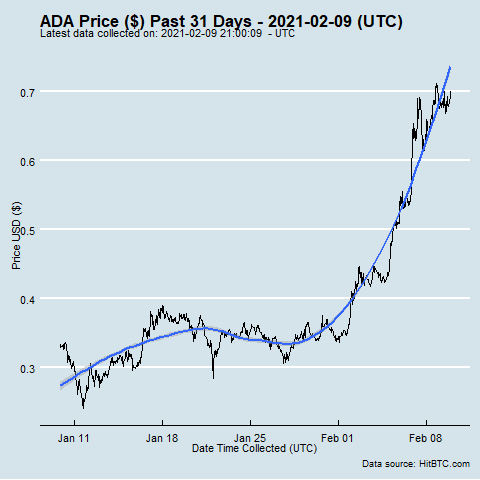 ADA Price ($) Past 31 Days - 2021-02-09 (UTC)
Latest data collected on: 2021-02-09 21:00:09  - UTC
Price USD ($)
0.7
0.6
0.5
0.4
0.3
Jan 11 Jan 18 Jan 25 Feb 01 Feb 08
Date Time Collected (UTC)
Data source: HitBTC.com